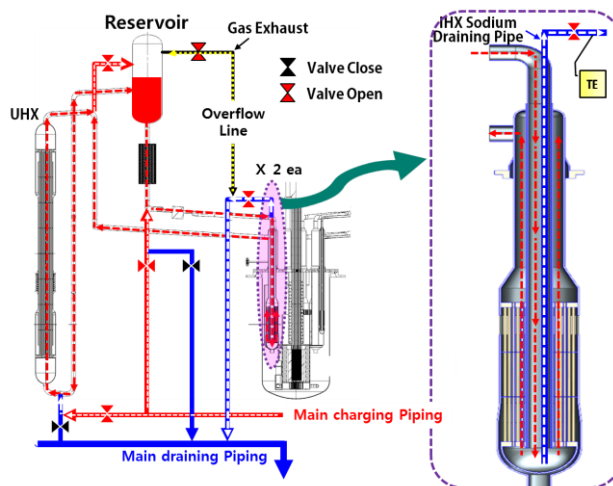 Reservoir
Gas Exhaust
Valve Close
Valve Open
UHX
Overflow
Line
X 2 ea
IHX Sodium
Draining Pipe
TE
Main charging Piping
Main draining Piping